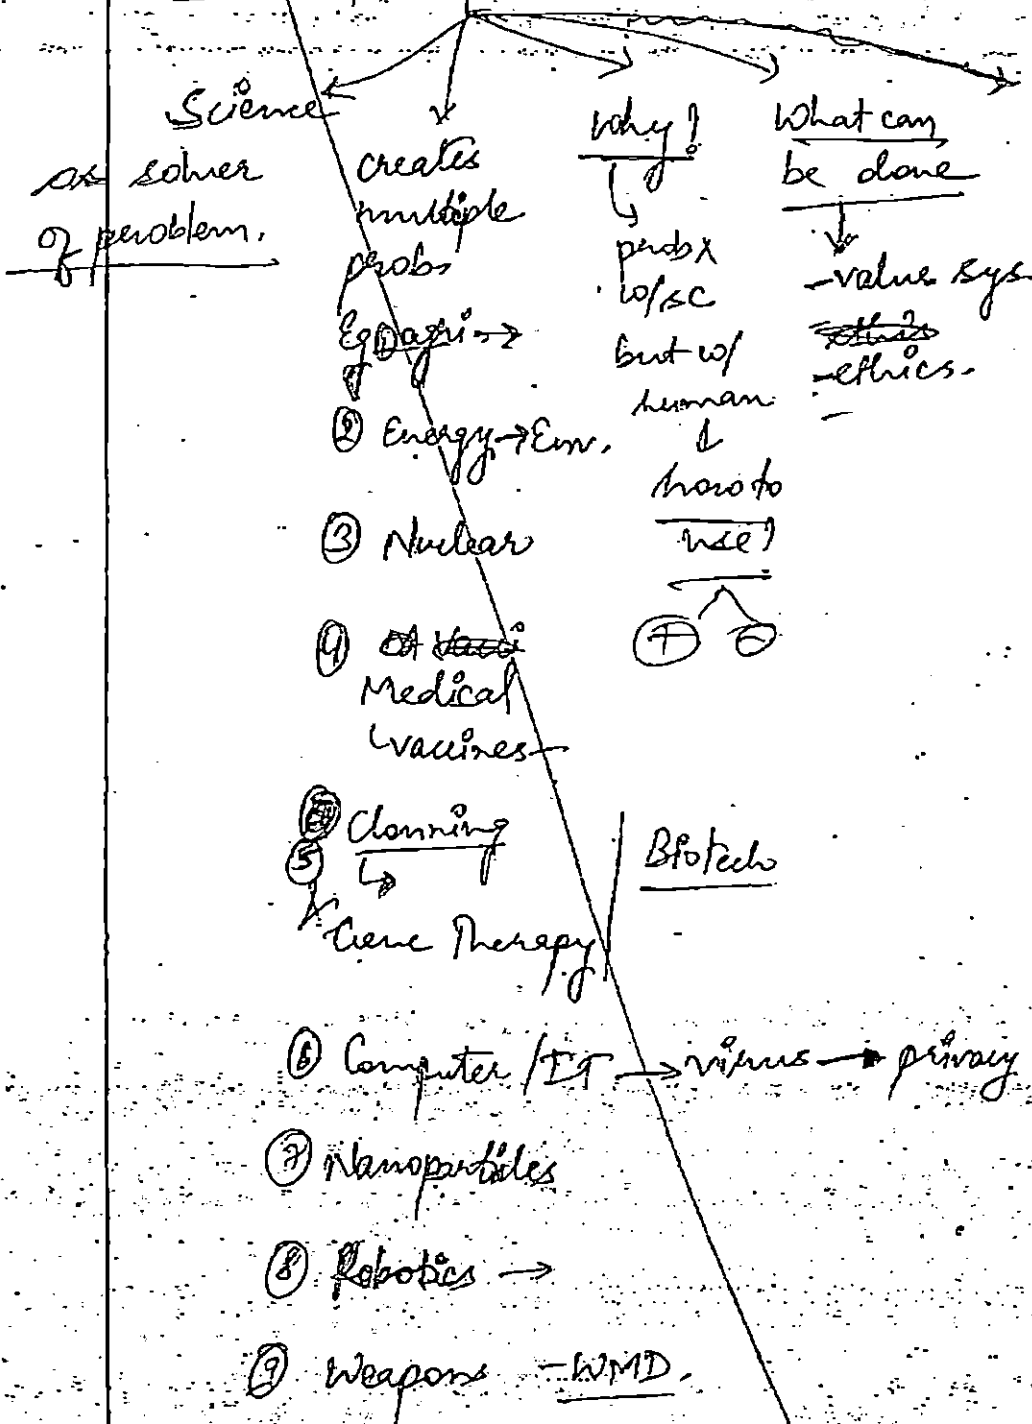 Science
as solver
of problem.
creates
multiple
probs
Eg ① agri →
② Energy → Env.
③ Nuclear
④
Medical
↳ vaccines
⑤ Clonning
↳
Gene Therapy
Biotech
⑥ Computer / IT → virus → privacy
⑦ Nanoparticles
⑧ Robotics →
⑨ Weapons - WMD.
Why?
↳
prob x
w/sc
but w/
human
↓
how to
use?
+ -
What can
be done
↓
- value sys.
- ethics.
-